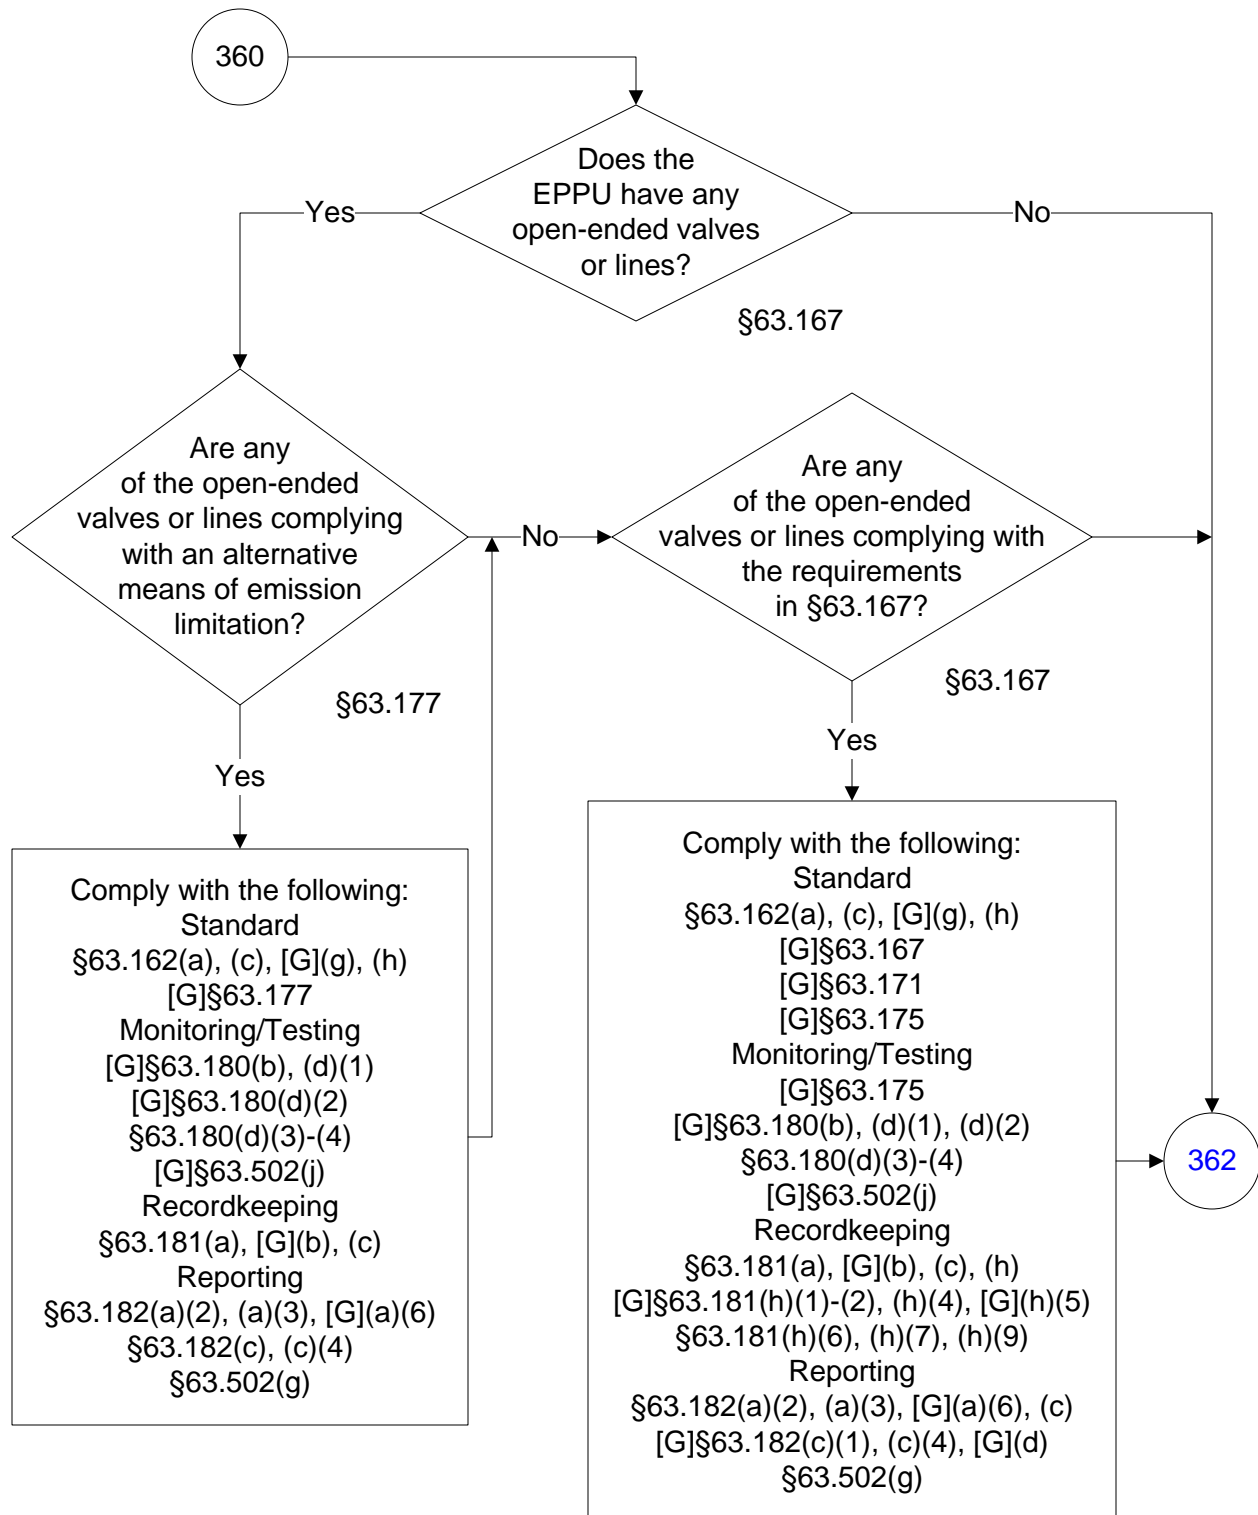 360
Does the
EPPU have any
open-ended valves
or lines?
Yes
No
§63.167
Are any
of the open-ended
valves or lines complying
with an alternative
means of emission
limitation?
No
§63.177
Yes
Are any
of the open-ended
valves or lines complying with
the requirements
in §63.167?
§63.167
Yes
Comply with the following:
Standard
§63.162(a), (c), [G](g), (h)
[G]§63.177
Monitoring/Testing
[G]§63.180(b), (d)(1)
[G]§63.180(d)(2)
§63.180(d)(3)-(4)
[G]§63.502(j)
Recordkeeping
§63.181(a), [G](b), (c)
Reporting
§63.182(a)(2), (a)(3), [G](a)(6)
§63.182(c), (c)(4)
§63.502(g)
Comply with the following:
Standard
§63.162(a), (c), [G](g), (h)
[G]§63.167
[G]§63.171
[G]§63.175
Monitoring/Testing
[G]§63.175
[G]§63.180(b), (d)(1), (d)(2)
§63.180(d)(3)-(4)
[G]§63.502(j)
Recordkeeping
§63.181(a), [G](b), (c), (h)
[G]§63.181(h)(1)-(2), (h)(4), [G](h)(5)
§63.181(h)(6), (h)(7), (h)(9)
Reporting
§63.182(a)(2), (a)(3), [G](a)(6), (c)
[G]§63.182(c)(1), (c)(4), [G](d)
§63.502(g)
362